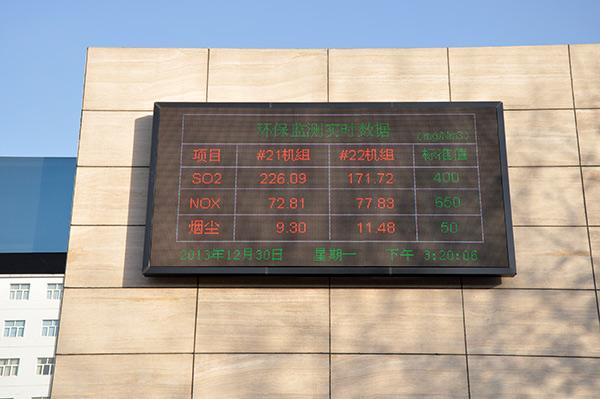 环保监测实时数据 (mg/Nm3)
项目 #21机组 #22机组 标准值
SO2 226.09 171.72 400
NOX 72.81 77.83 650
烟尘 9.30 11.48 50
2013年12月30日 星期一 下午 3:20:06